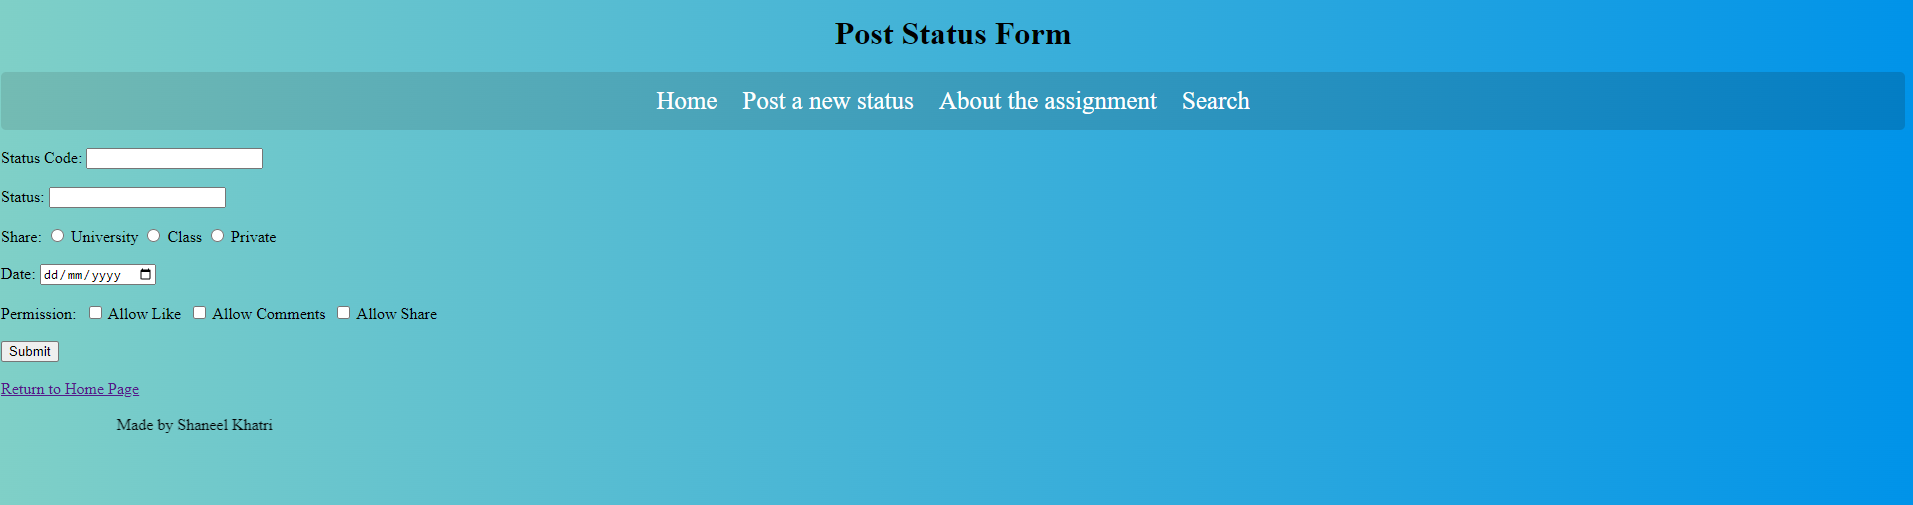 Post Status Form
Home Post a new status About the assignment Search
Status Code:
Status:
Share: University Class Private
Date: dd/mm/yyyy
Permission: Allow Like Allow Comments Allow Share
Submit
Return to Home Page
Made by Shaneel Khatri